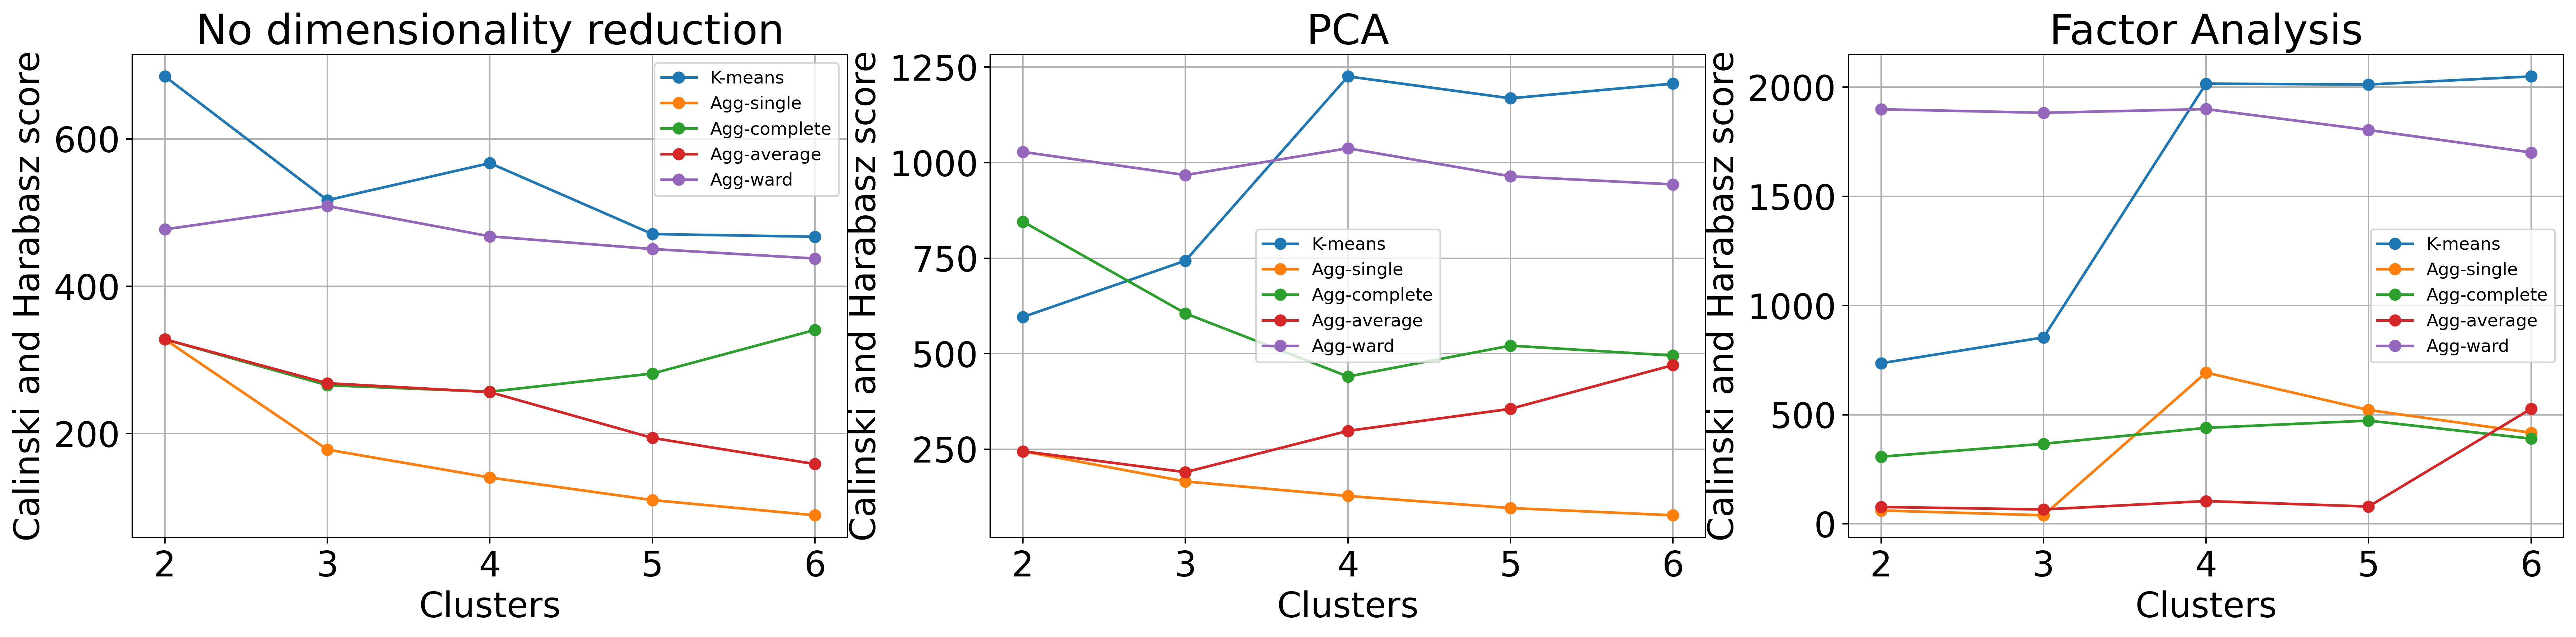 No dimensionality reduction
Calinski and Harabasz score
600
400
200
2 3 4 5 6
Clusters
K-means
Agg-single
Agg-complete
Agg-average
Agg-ward
PCA
Calinski and Harabasz score
1250
1000
750
500
250
2 3 4 5 6
Clusters
K-means
Agg-single
Agg-complete
Agg-average
Agg-ward
Factor Analysis
Calinski and Harabasz score
2000
1500
1000
500
0
2 3 4 5 6
Clusters
K-means
Agg-single
Agg-complete
Agg-average
Agg-ward